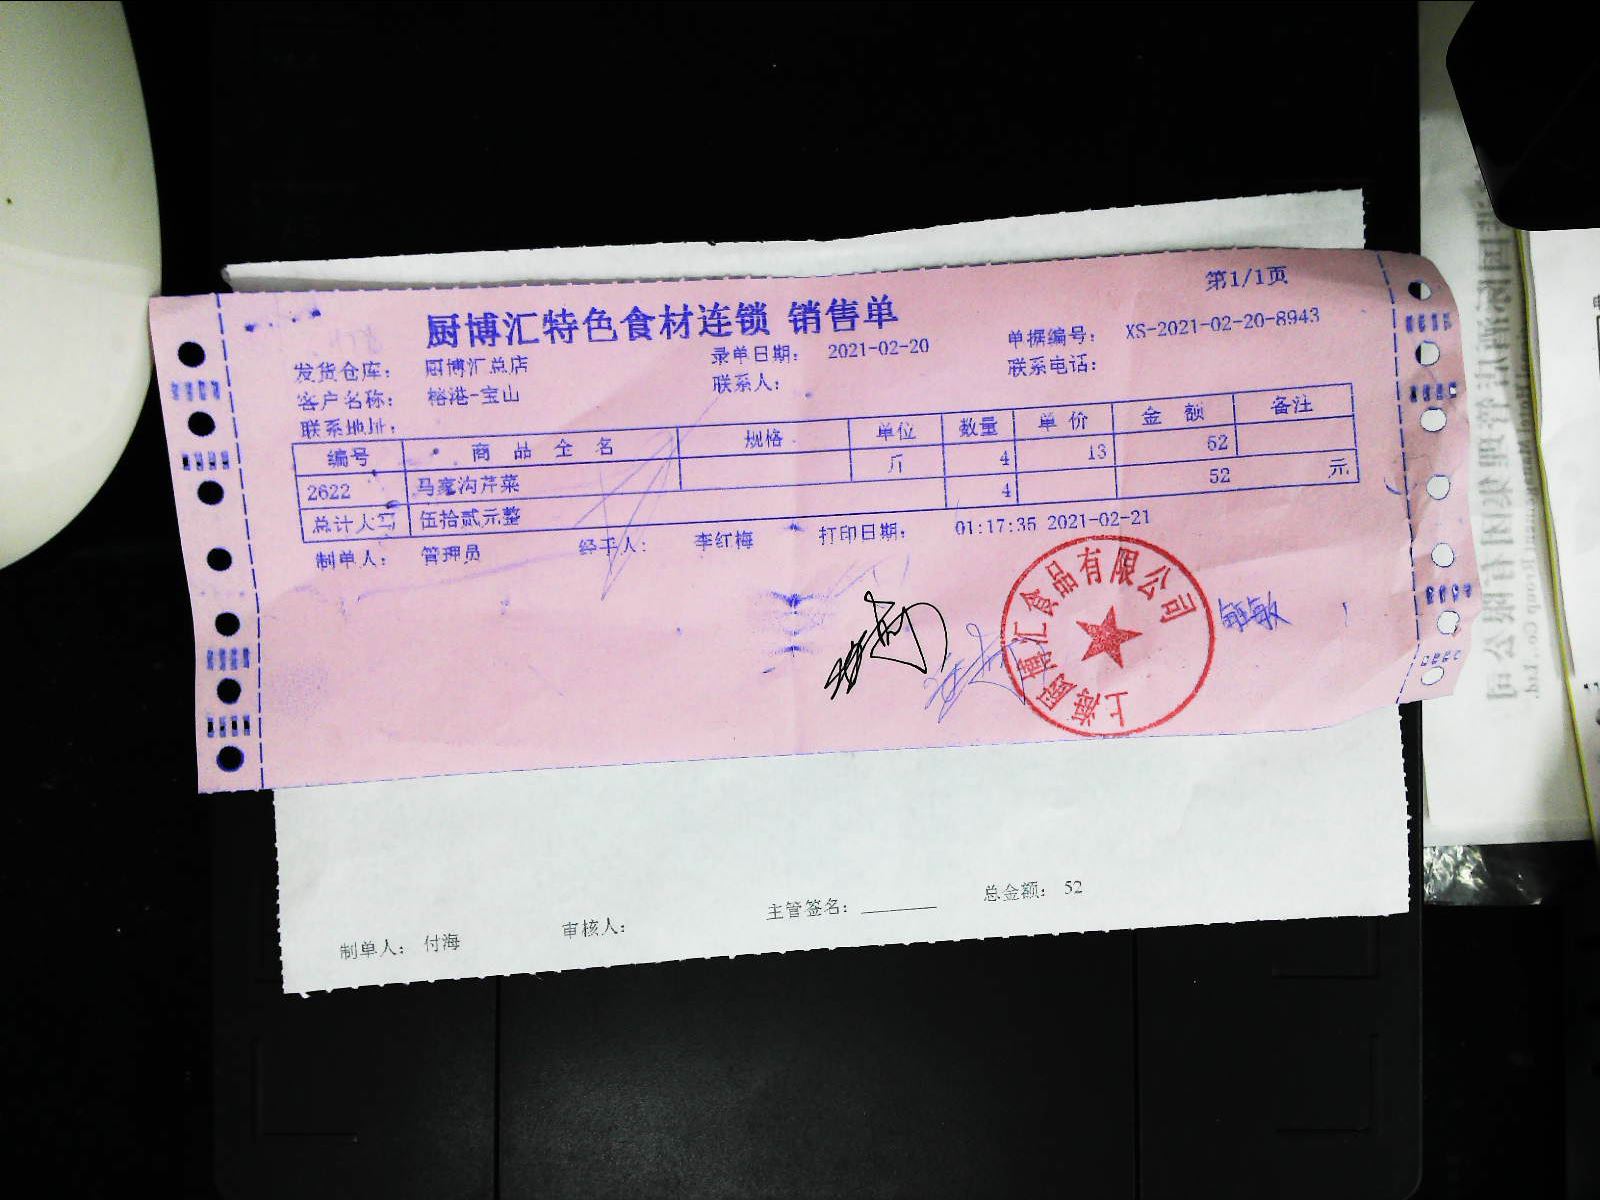 第1/1页
厨博汇特色食材连锁 销售单
发货仓库： 厨博汇总店 录单日期： 2021-02-20 单据编号： XS-2021-02-20-8943
客户名称： 榕港-宝山 联系人： 联系电话：
联系地址：
编号 商品全名 规格 单位 数量 单价 金额 备注
2622 马家沟芹菜 斤 4 13 52
总计大写 伍拾贰元整 4 52 元
制单人： 管理员 经手人： 李红梅 打印日期： 01:17:35 2021-02-21
上海厨博汇食品有限公司
制单人： 付海 审核人： 主管签名： 总金额： 52